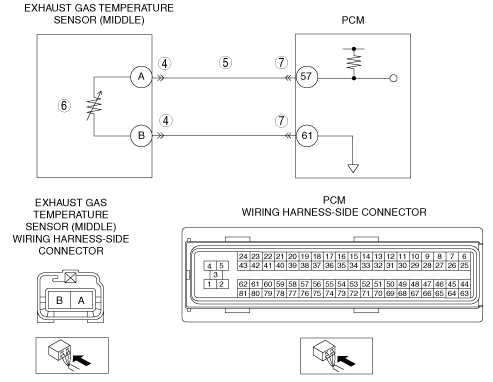 EXHAUST GAS TEMPERATURE
SENSOR (MIDDLE)
PCM
4
5
7
A
57
6
4
7
B
61
EXHAUST GAS
TEMPERATURE
SENSOR (MIDDLE)
WIRING HARNESS-SIDE
CONNECTOR
PCM
WIRING HARNESS-SIDE CONNECTOR
B A
4 5
3
1 2
24 23 22 21 20 19 18 17 16 15 14 13 12 11 10 9 8 7 6
43 42 41 40 39 38 37 36 35 34 33 32 31 30 29 28 27 26 25
62 61 60 59 58 57 56 55 54 53 52 51 50 49 48 47 46 45 44
81 80 79 78 77 76 75 74 73 72 71 70 69 68 67 66 65 64 63